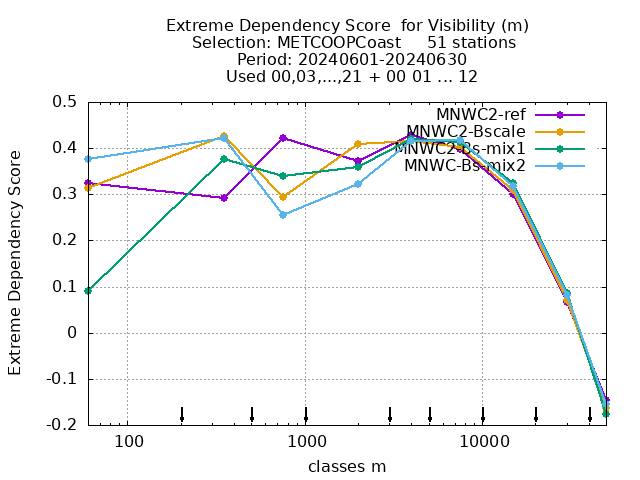 Extreme Dependency Score  for Visibility (m)
Selection: METCOOPCoast     51 stations
Period: 20240601-20240630
Used 00,03,...,21 + 00 01 ... 12
0.5
0.4
0.3
0.2
0.1
0
-0.1
-0.2
Extreme Dependency Score
MNWC2-ref
MNWC2-Bscale
MNWC2-Bs-mix1
MNWC-Bs-mix2
100
1000
10000
classes m